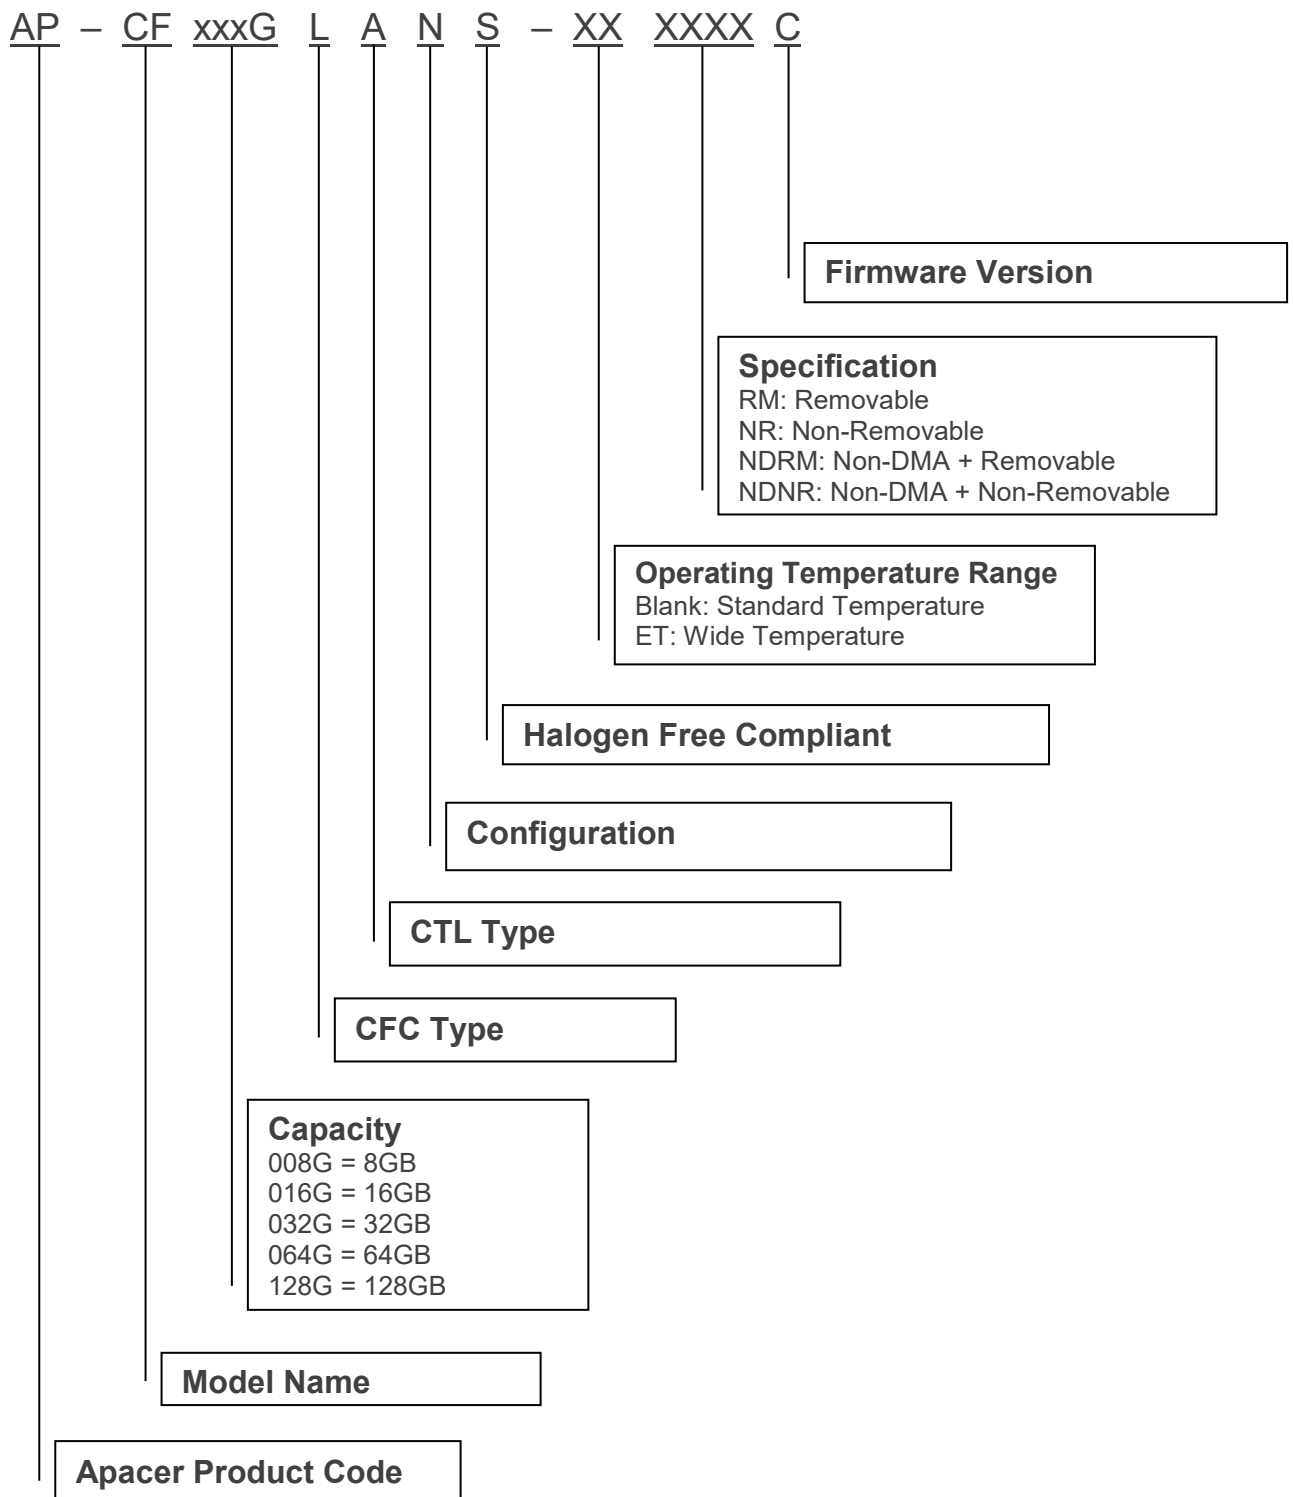 AP – CF xxxG L A N S – XX XXXX C
Firmware Version
Specification
RM: Removable
NR: Non-Removable
NDRM: Non-DMA + Removable
NDNR: Non-DMA + Non-Removable
Operating Temperature Range
Blank: Standard Temperature
ET: Wide Temperature
Halogen Free Compliant
Configuration
CTL Type
CFC Type
Capacity
008G = 8GB
016G = 16GB
032G = 32GB
064G = 64GB
128G = 128GB
Model Name
Apacer Product Code